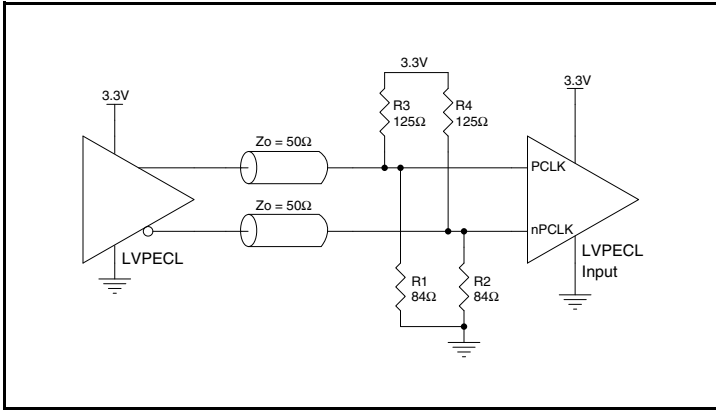 3.3V
3.3V
3.3V
R3
125Ω
R4
125Ω
Zo = 50Ω
PCLK
Zo = 50Ω
nPCLK
LVPECL
LVPECL
Input
R1
84Ω
R2
84Ω